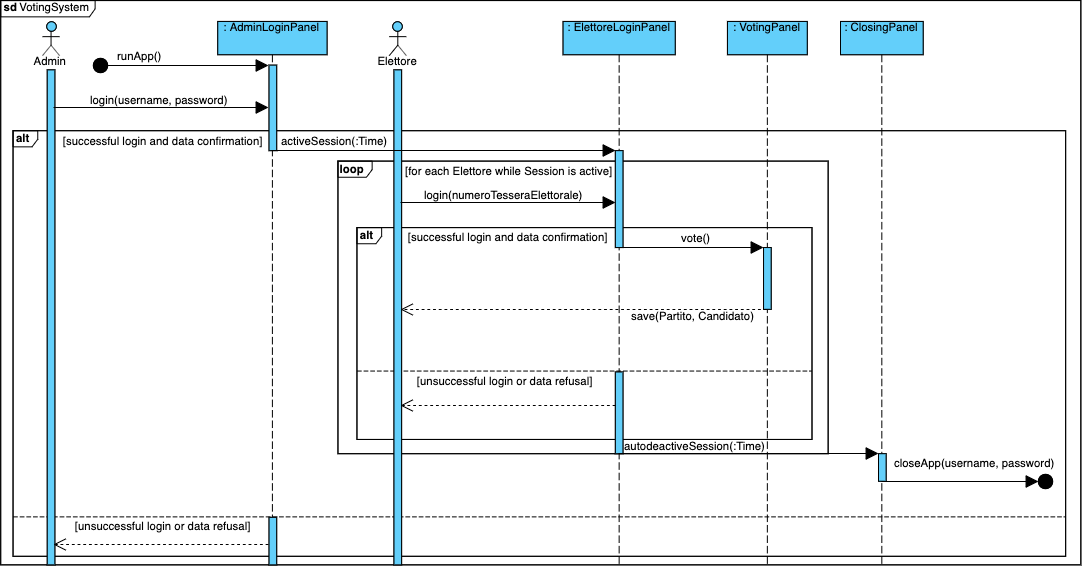 sd VotingSystem
: AdminLoginPanel
: ElettoreLoginPanel
: VotingPanel
: ClosingPanel
Admin
runApp()
Elettore
login(username, password)
alt
[successful login and data confirmation]
activeSession(:Time)
loop
[for each Elettore while Session is active]
login(numeroTesseraElettorale)
alt
[successful login and data confirmation]
vote()
save(Partito, Candidato)
[unsuccessful login or data refusal]
autodeactiveSession(:Time)
closeApp(username, password)
[unsuccessful login or data refusal]